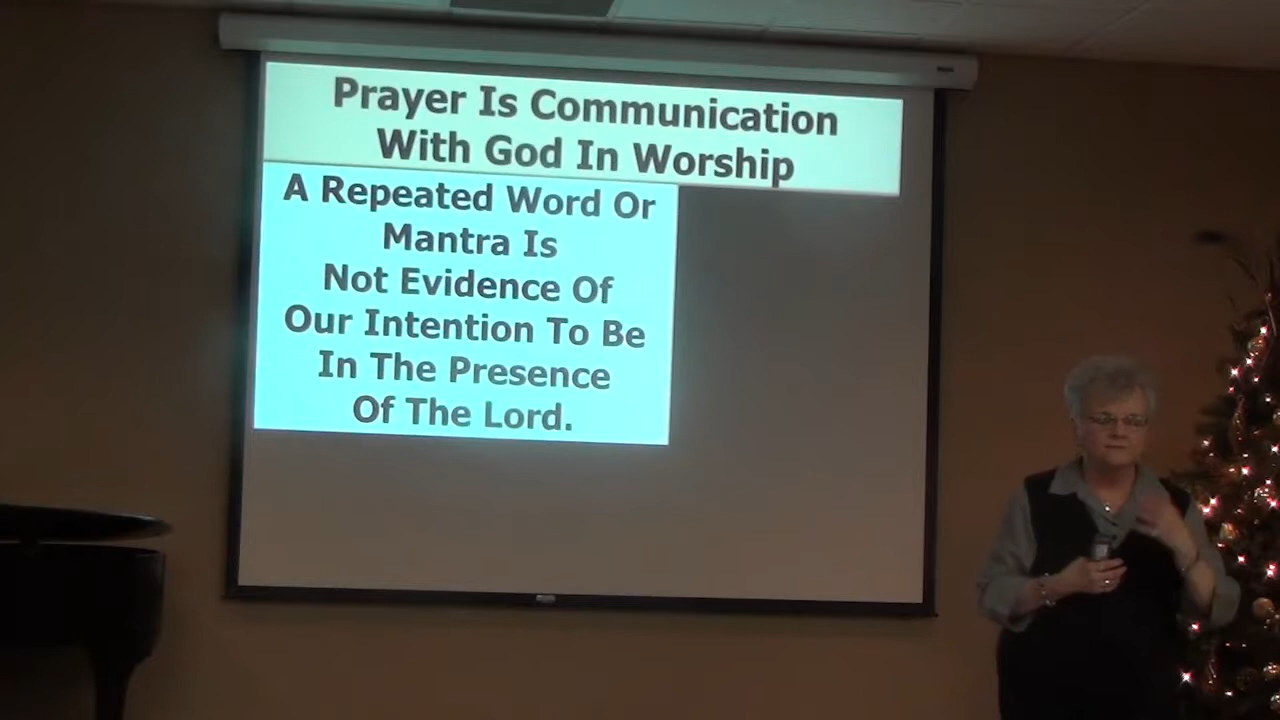 Prayer Is Communication
With God In Worship
A Repeated Word Or
Mantra Is
Not Evidence Of
Our Intention To Be
In The Presence
Of The Lord.